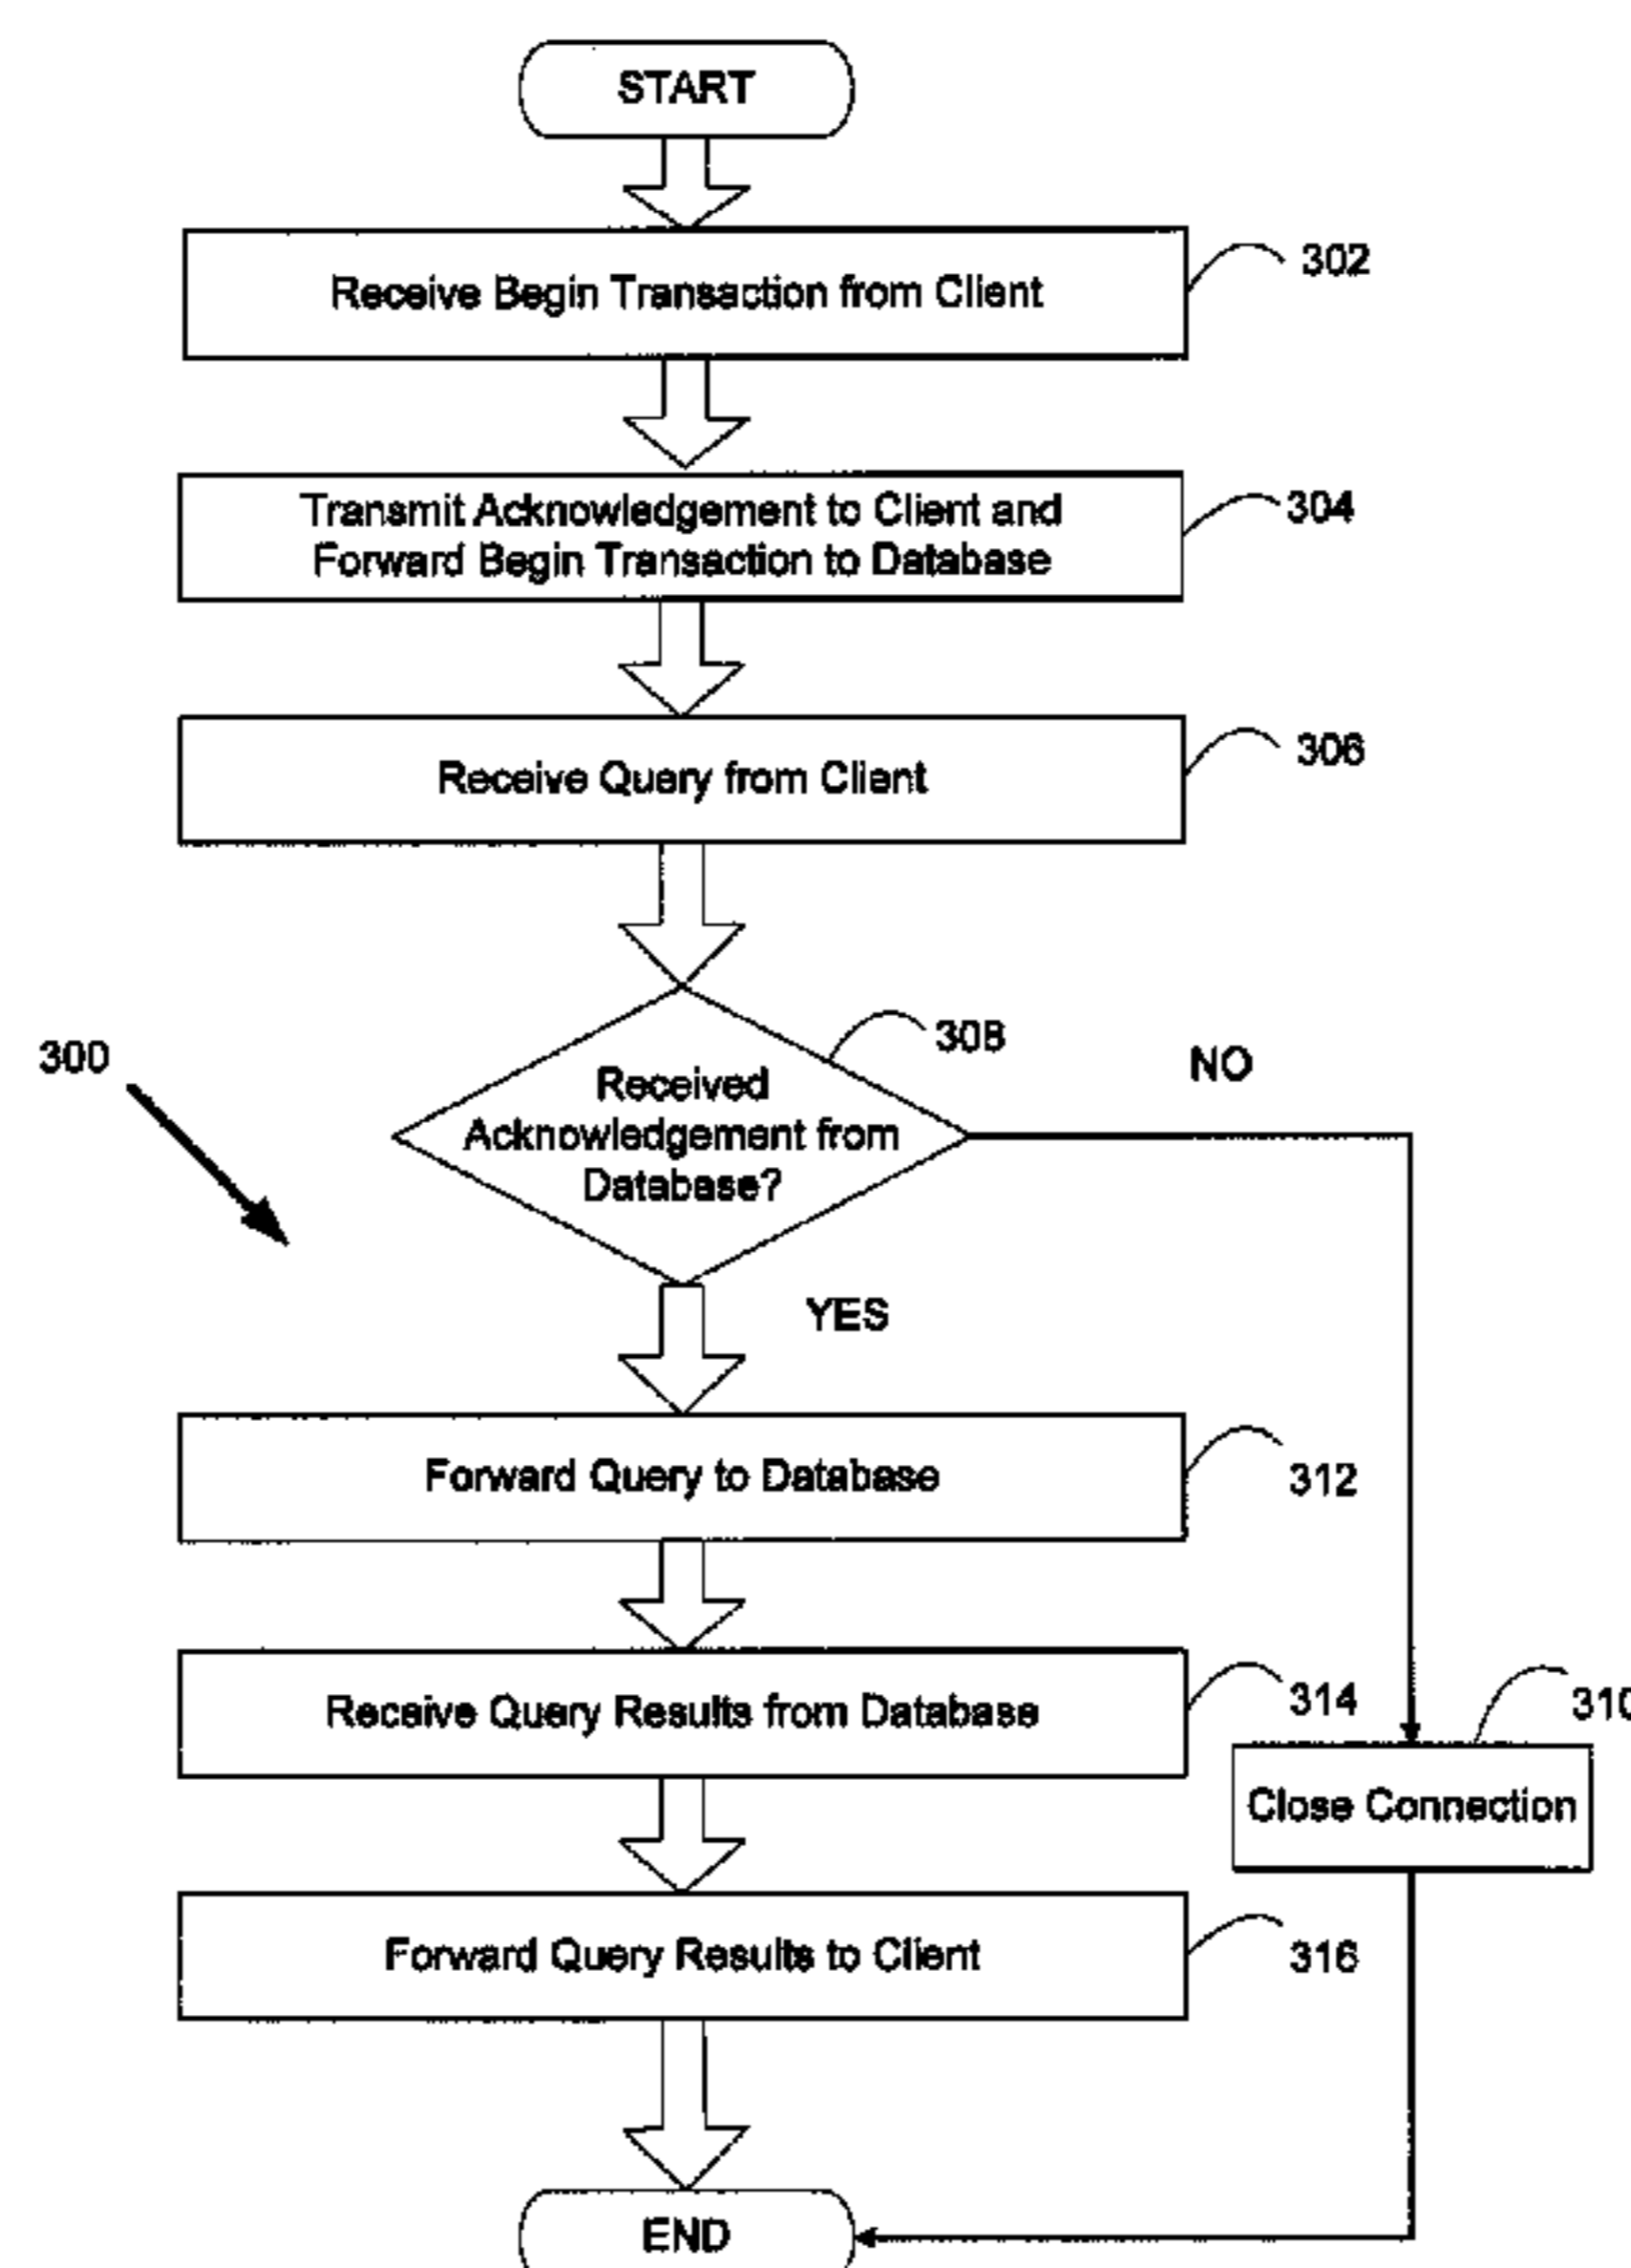 START
Receive Begin Transaction from Client
302
Transmit Acknowledgement to Client and
Forward Begin Transaction to Database
304
Receive Query from Client
306
300
308
Received
Acknowledgement from
Database?
NO
YES
Forward Query to Database
312
Receive Query Results from Database
314
310
Close Connection
Forward Query Results to Client
316
END